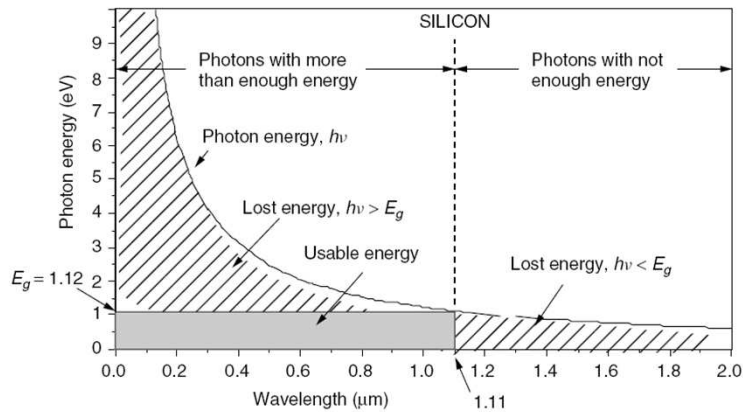 SILICON
Photons with more
than enough energy
Photons with not
enough energy
Photon energy, hν
Lost energy, hν > Eg
Usable energy
Lost energy, hν < Eg
Eg = 1.12
Photon energy (eV)
9
8
7
6
5
4
3
2
1
0
0.0 0.2 0.4 0.6 0.8 1.0 1.2 1.4 1.6 1.8 2.0
Wavelength (μm)
1.11